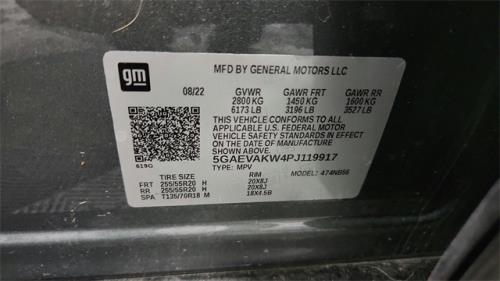 gm
MFD BY GENERAL MOTORS LLC
08/22 GVWR GAWR FRT GAWR RR
2800 KG 1450 KG 1600 KG
6173 LB 3196 LB 3527 LB
THIS VEHICLE CONFORMS TO ALL
APPLICABLE U.S. FEDERAL MOTOR
VEHICLE SAFETY STANDARDS IN EFFECT
ON THE DATE OF MANUFACTURE SHOWN ABOVE.
5GAEVAKW4PJ119917
619G TYPE: MPV MODEL: 4
TIRE SIZE RIM
FRT 255/55R20 H 20X8J
RR 255/55R20 H 20X8J
SPA T135/70R18 M 18X4.5B